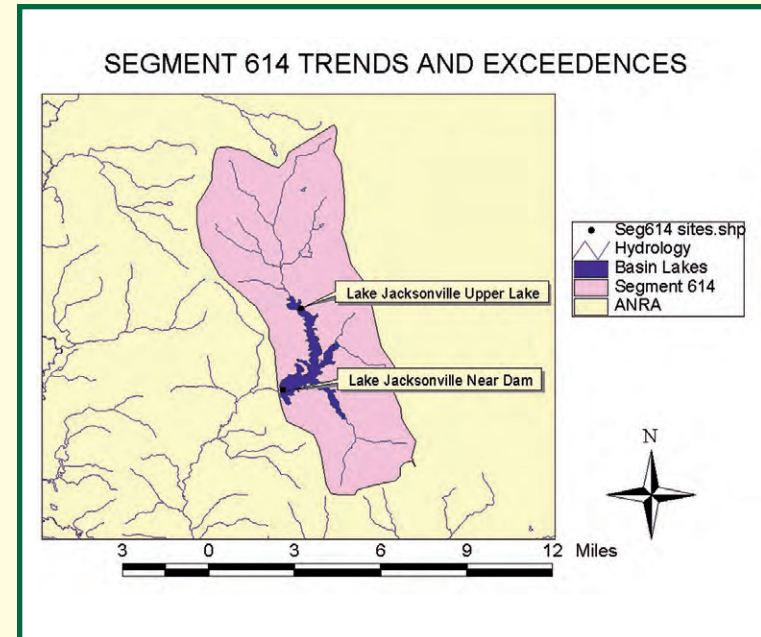 SEGMENT 614 TRENDS AND EXCEEDENCES
Lake Jacksonville Upper Lake
Lake Jacksonville Near Dam
Seg614 sites.shp
Hydrology
Basin Lakes
Segment 614
ANRA
N
3 0 3 6 9 12 Miles